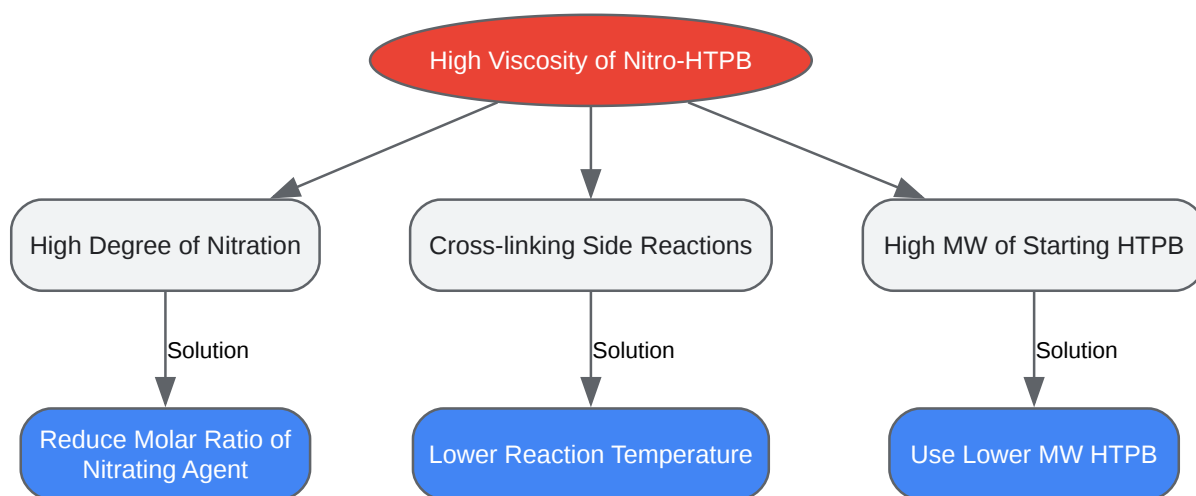 High Viscosity of Nitro-HTPB
High Degree of Nitration
Cross-linking Side Reactions
High MW of Starting HTPB
Solution
Solution
Solution
Reduce Molar Ratio of
Nitrating Agent
Lower Reaction Temperature
Use Lower MW HTPB